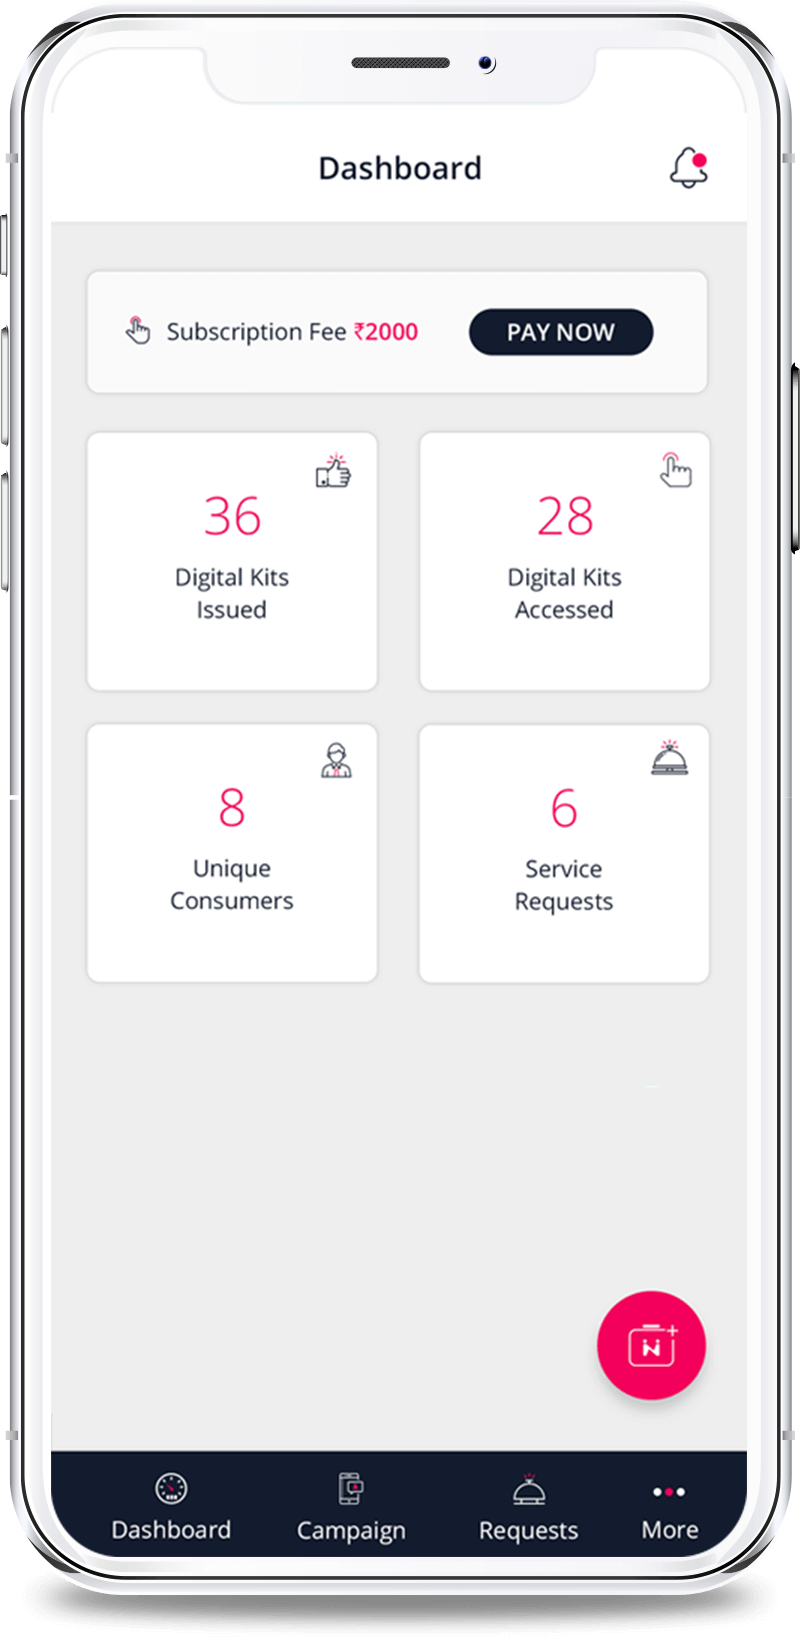 Dashboard
Subscription Fee ₹2000
PAY NOW
36
Digital Kits
Issued
28
Digital Kits
Accessed
8
Unique
Consumers
6
Service
Requests
Dashboard
Campaign
Requests
More